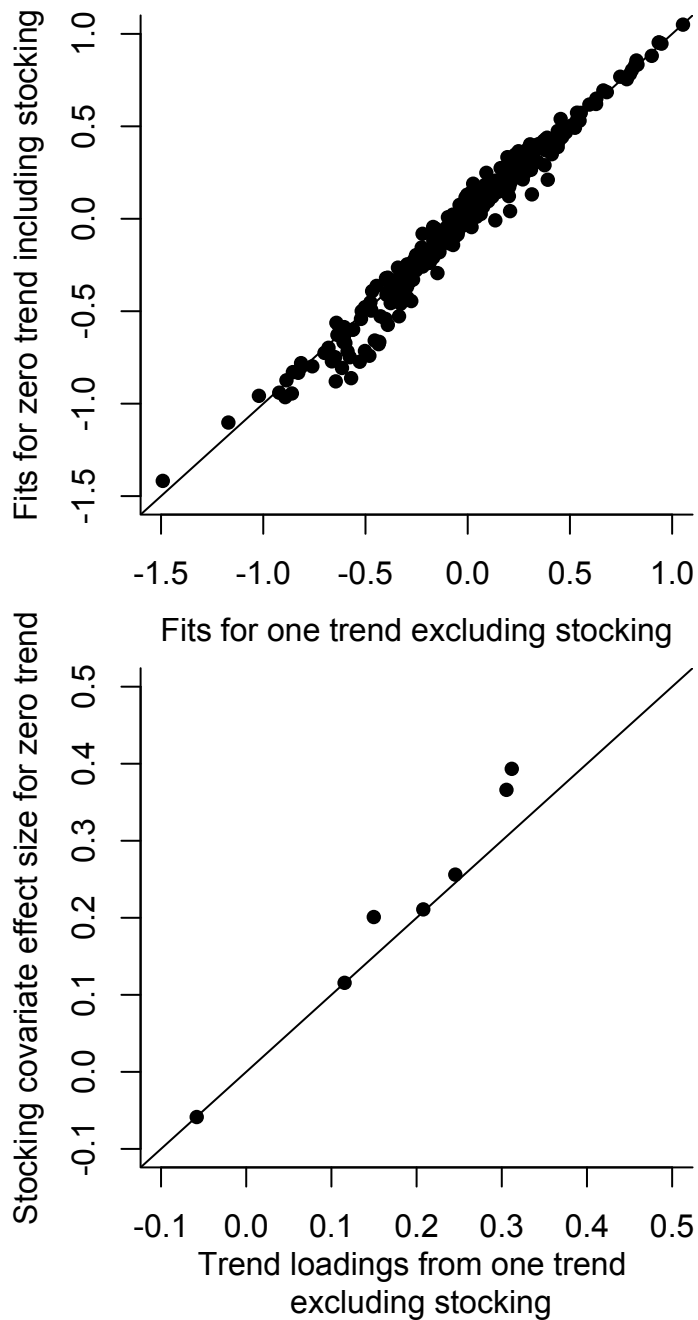 Fits for zero trend including stocking
1.0
0.5
0.0
-0.5
-1.0
-1.5
-1.5 -1.0 -0.5 0.0 0.5 1.0
Fits for one trend excluding stocking
Stocking covariate effect size for zero trend
0.5
0.4
0.3
0.2
0.1
0.0
-0.1
-0.1 0.0 0.1 0.2 0.3 0.4 0.5
Trend loadings from one trend
excluding stocking